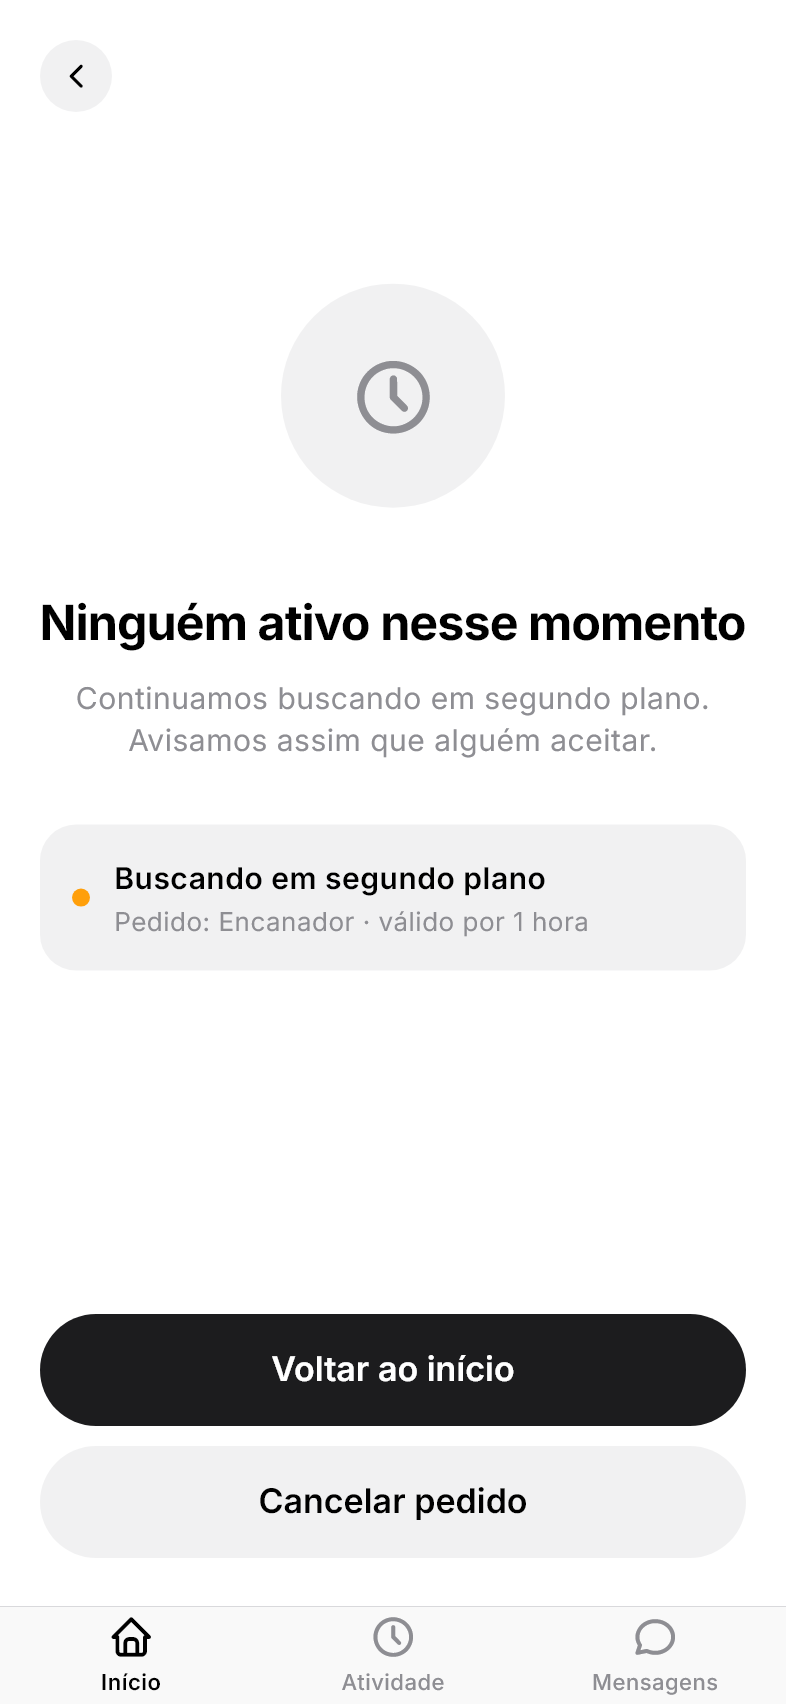 Ninguém ativo nesse momento
Continuamos buscando em segundo plano.
Avisamos assim que alguém aceitar.
Buscando em segundo plano
Pedido: Encanador · válido por 1 hora
Voltar ao início
Cancelar pedido
Início
Atividade
Mensagens